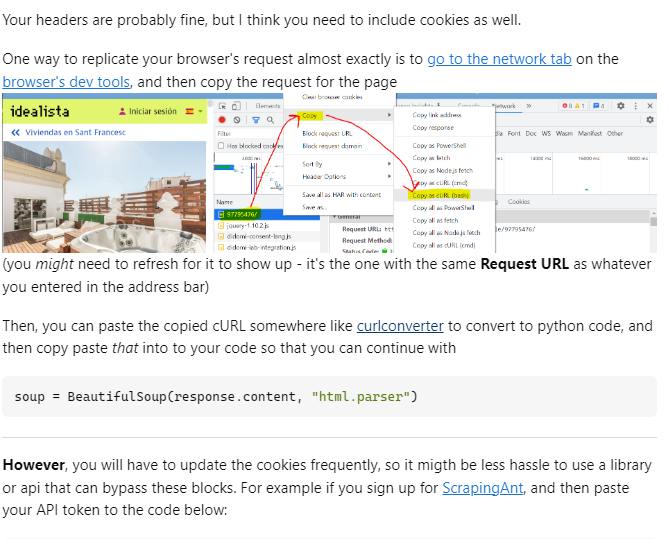 Your headers are probably fine, but I think you need to include cookies as well.
One way to replicate your browser's request almost exactly is to go to the network tab on the
browser's dev tools, and then copy the request for the page
idealista
Iniciar sesión
Viviendas en Sant Francesc
Elements
Network
Filter
Has blocked cookies
Name
97795476/
jquery-1.10.2.js
didomi-consent-lang.js
didomi-lab-integration.js
Clear browser cookies
Copy
Block request URL
Block request domain
Sort By
Header Options
Save all as HAR with content
Save as...
Copy link address
Copy response
Copy as PowerShell
Copy as fetch
Copy as Node.js fetch
Copy as cURL (cmd)
Copy as cURL (bash)
Copy all as PowerShell
Copy all as fetch
Copy all as Node.js fetch
Copy all as cURL (cmd)
Font Doc WS Wasm Manifest Other
Cookies
General
Request URL:
le/97795476/
Request Method:
Status Code:
(you might need to refresh for it to show up - it's the one with the same Request URL as whatever
you entered in the address bar)
Then, you can paste the copied cURL somewhere like curlconverter to convert to python code, and
then copy paste that into to your code so that you can continue with
soup = BeautifulSoup(response.content, "html.parser")
However, you will have to update the cookies frequently, so it migth be less hassle to use a library
or api that can bypass these blocks. For example if you sign up for ScrapingAnt, and then paste
your API token to the code below: